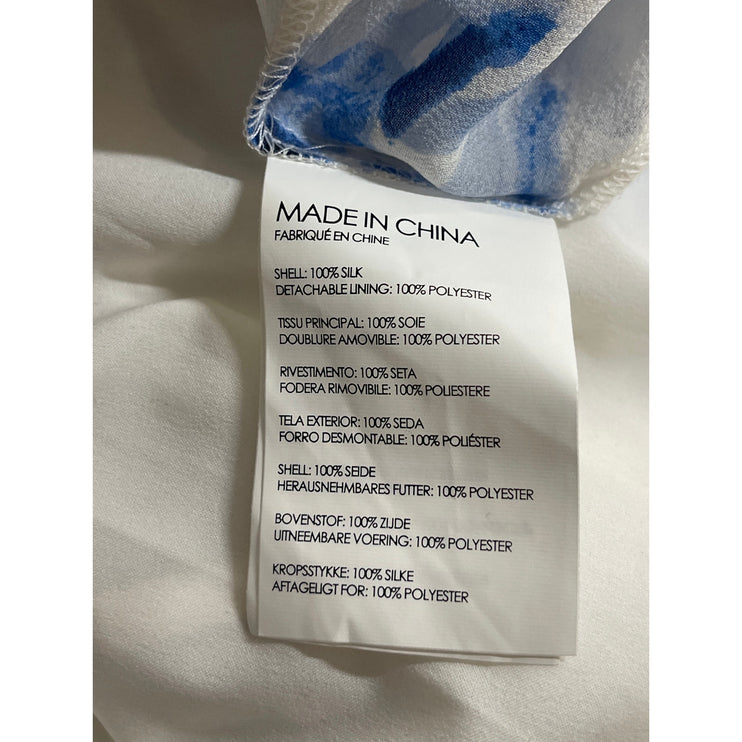 MADE IN CHINA
FABRIQUÉ EN CHINE
SHELL: 100% SILK
DETACHABLE LINING: 100% POLYESTER
TISSU PRINCIPAL: 100% SOIE
DOUBLURE AMOVIBLE: 100% POLYESTER
RIVESTIMENTO: 100% SETA
FODERA RIMOVIBILE: 100% POLIESTERE
TELA EXTERIOR: 100% SEDA
FORRO DESMONTABLE: 100% POLIÉSTER
SHELL: 100% SEIDE
HERAUSNEHMBARES FUTTER: 100% POLYESTER
BOVENSTOF: 100% ZIJDE
UITNEEMBARE VOERING: 100% POLYESTER
KROPSSTYKKE: 100% SILKE
AFTAGELIGT FOR: 100% POLYESTER